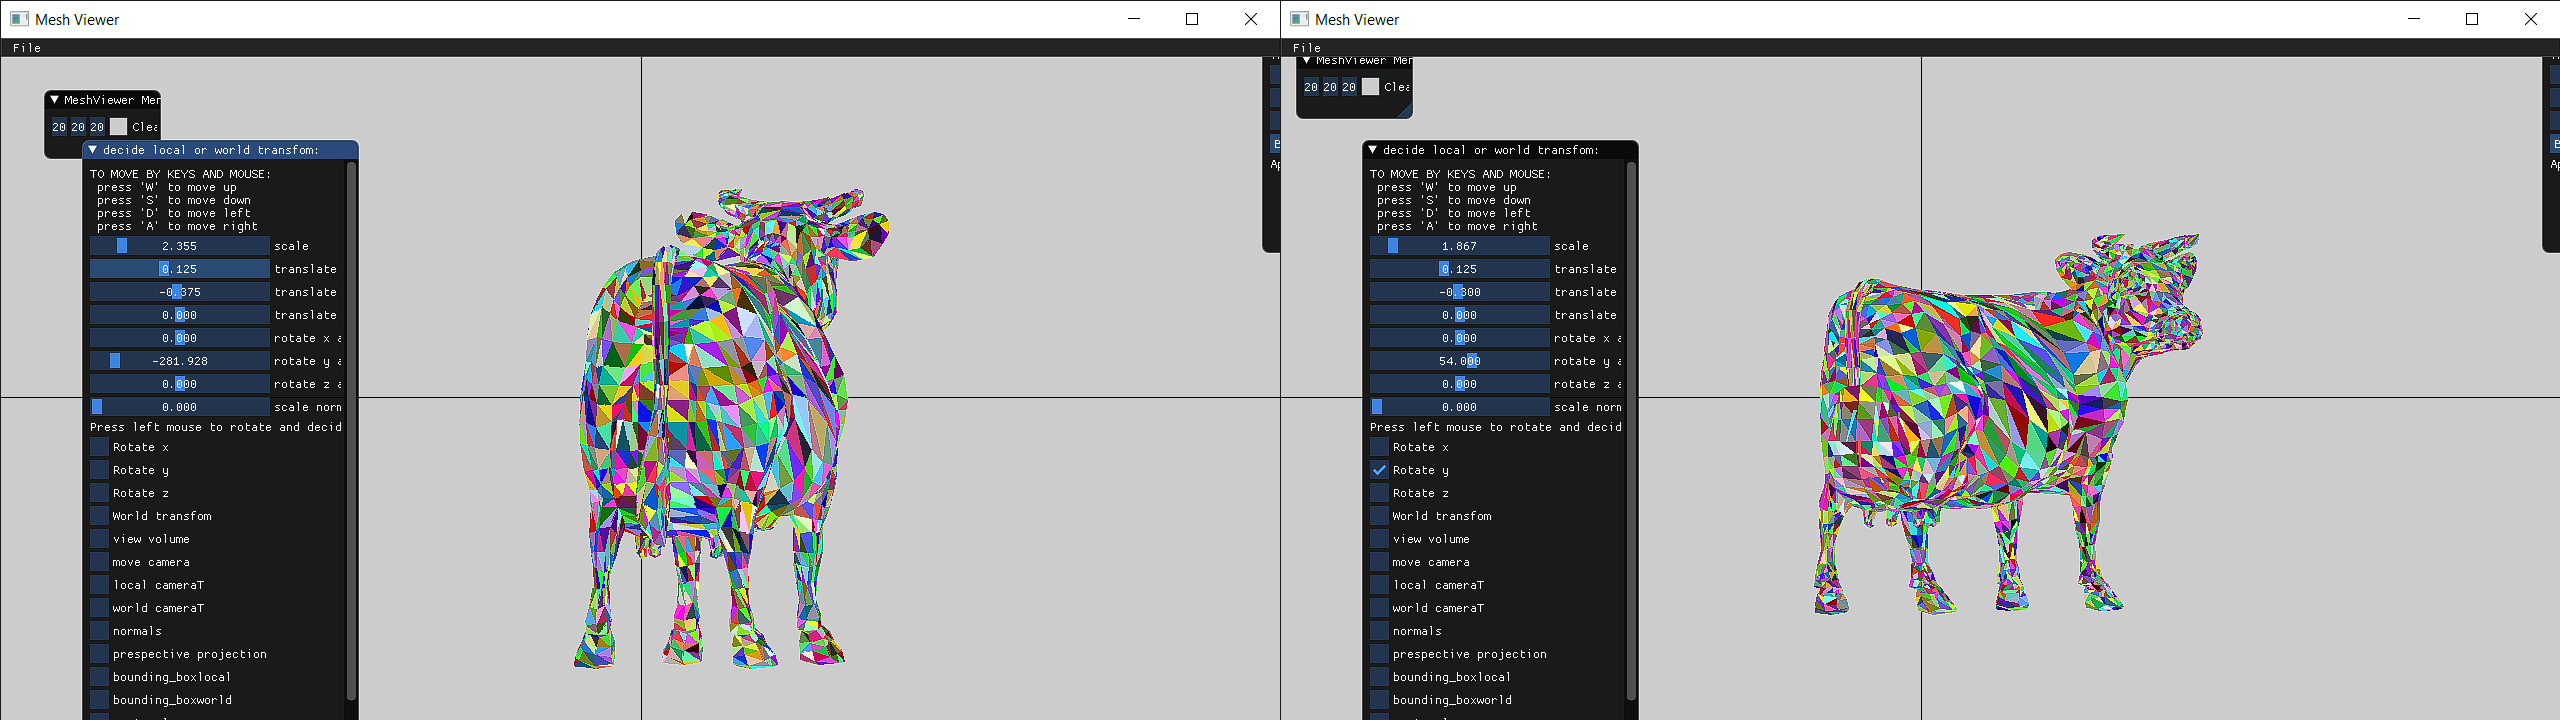 Mesh Viewer
File
MeshViewer Mer
20 20 20 Clea
decide local or world transfom:
TO MOVE BY KEYS AND MOUSE:
press 'W' to move up
press 'S' to move down
press 'D' to move left
press 'A' to move right
2.355 scale
0.125 translate
-0.375 translate
0.000 translate
0.000 rotate x a
-281.928 rotate y a
0.000 rotate z a
0.000 scale norm
Press left mouse to rotate and decid
Rotate x
Rotate y
Rotate z
World transfom
view volume
move camera
local cameraT
world cameraT
normals
prespective projection
bounding_boxlocal
bounding_boxworld
B
Ap
Mesh Viewer
File
MeshViewer Mer
20 20 20 Clea
decide local or world transfom:
TO MOVE BY KEYS AND MOUSE:
press 'W' to move up
press 'S' to move down
press 'D' to move left
press 'A' to move right
1.867 scale
0.125 translate
-0.300 translate
0.000 translate
0.000 rotate x a
54.000 rotate y a
0.000 rotate z a
0.000 scale norm
Press left mouse to rotate and decid
Rotate x
Rotate y
Rotate z
World transfom
view volume
move camera
local cameraT
world cameraT
normals
prespective projection
bounding_boxlocal
bounding_boxworld
B
Ap